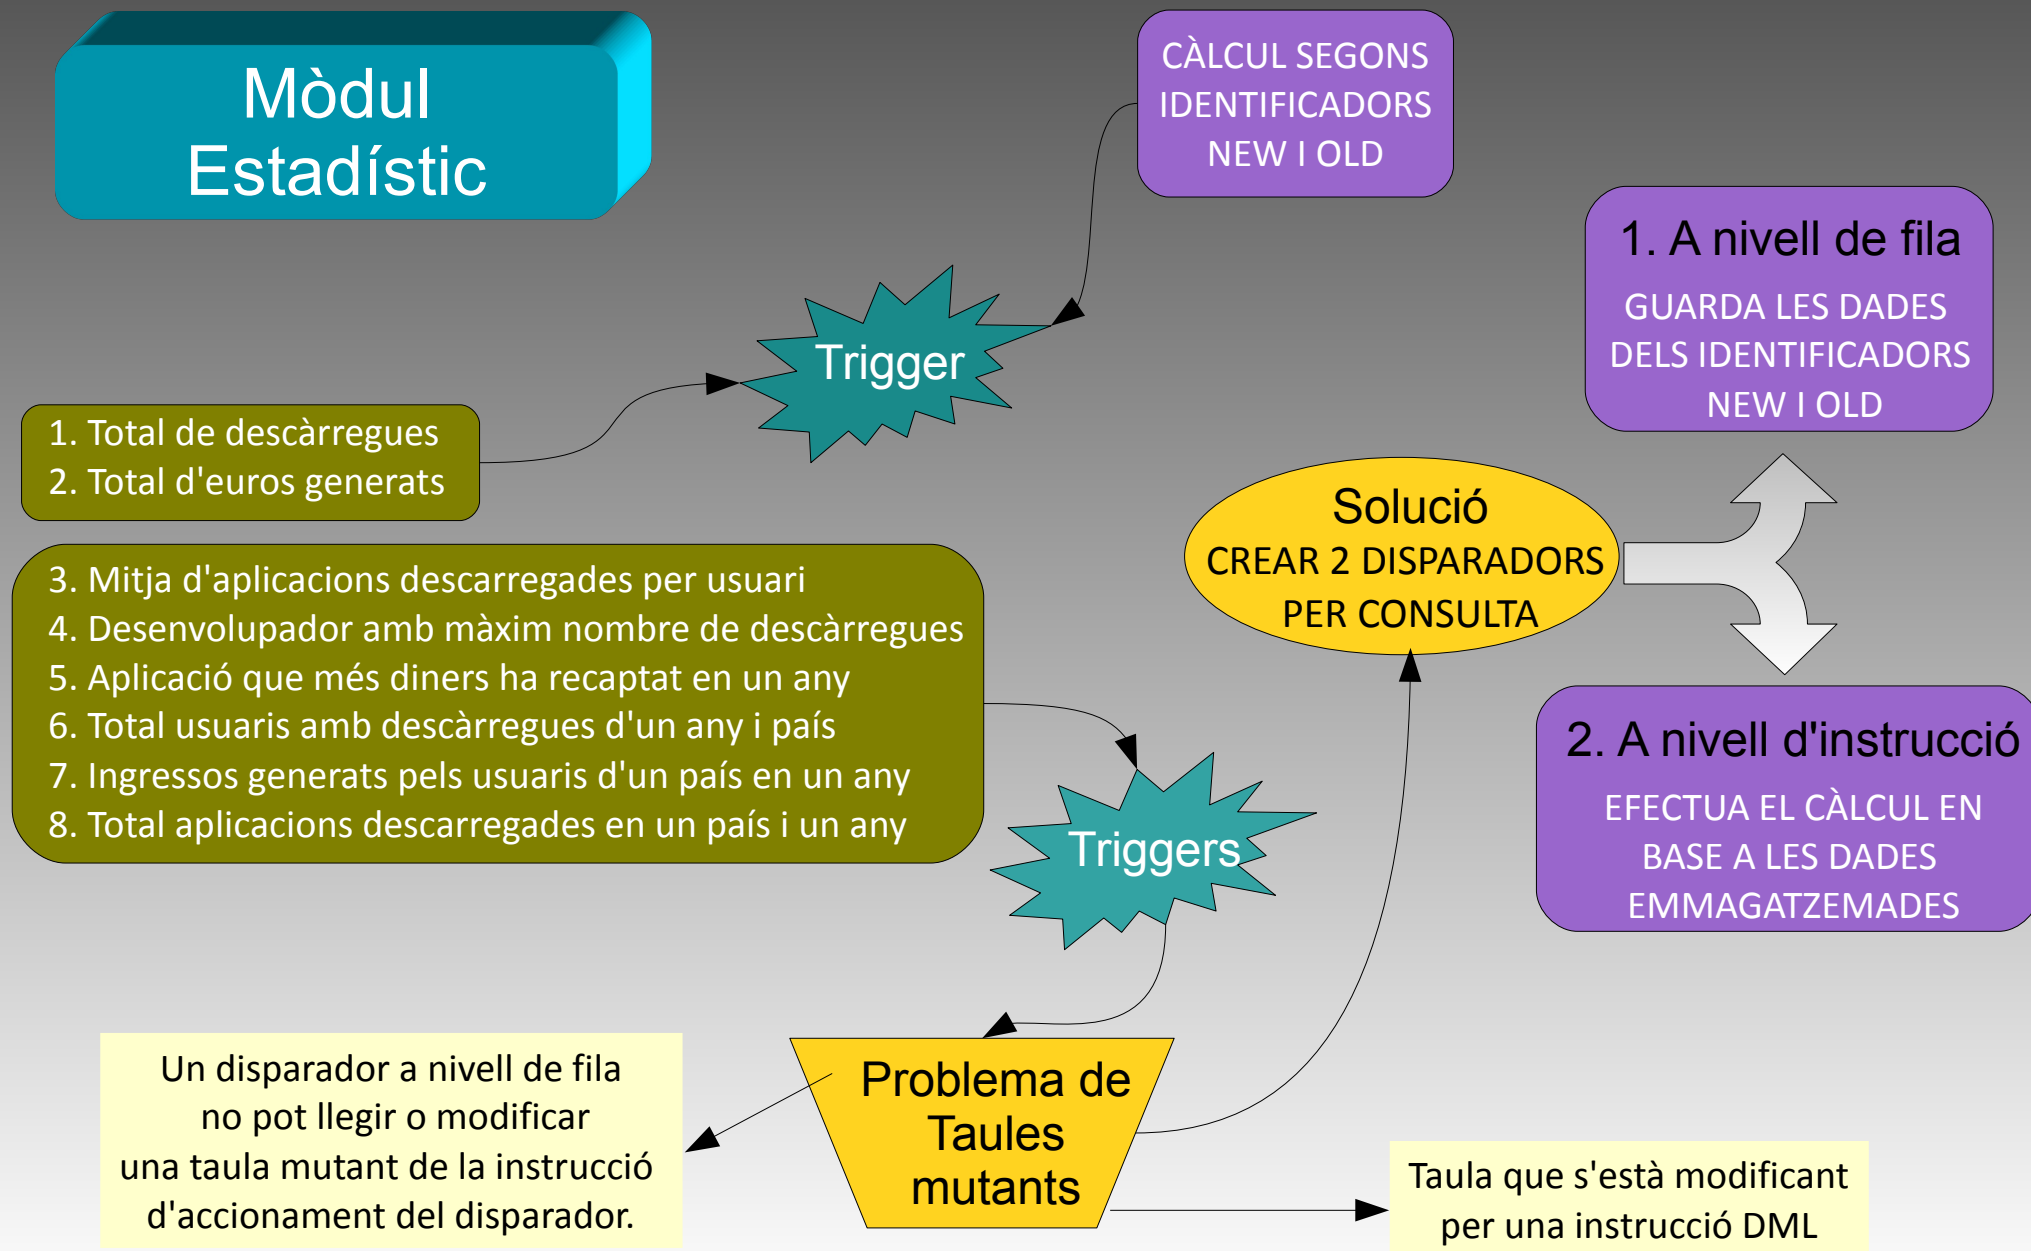 Mòdul
Estadístic
CÀLCUL SEGONS
IDENTIFICADORS
NEW I OLD
1. A nivell de fila
GUARDA LES DADES
DELS IDENTIFICADORS
NEW I OLD
Trigger
1. Total de descàrregues
2. Total d'euros generats
Solució
CREAR 2 DISPARADORS
PER CONSULTA
3. Mitja d'aplicacions descarregades per usuari
4. Desenvolupador amb màxim nombre de descàrregues
5. Aplicació que més diners ha recaptat en un any
6. Total usuaris amb descàrregues d'un any i país
7. Ingressos generats pels usuaris d'un país en un any
8. Total aplicacions descarregades en un país i un any
2. A nivell d'instrucció
EFECTUA EL CÀLCUL EN
BASE A LES DADES
EMMAGATZEMADES
Triggers
Problema de
Taules
mutants
Un disparador a nivell de fila
no pot llegir o modificar
una taula mutant de la instrucció
d'accionament del disparador.
Taula que s'està modificant
per una instrucció DML